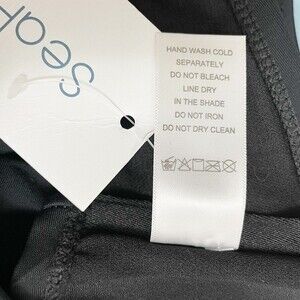 HAND WASH COLD
SEPARATELY
DO NOT BLEACH
LINE DRY
IN THE SHADE
DO NOT IRON
DO NOT DRY CLEAN